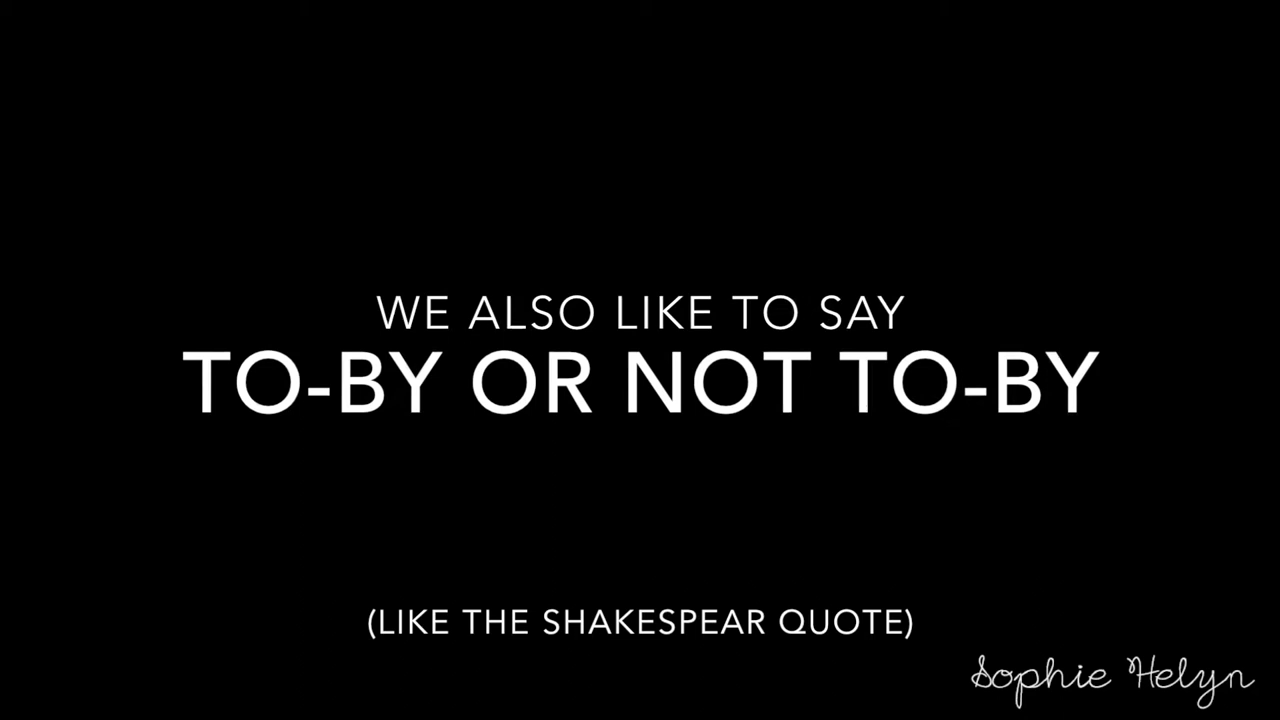 WE ALSO LIKE TO SAY
TO-BY OR NOT TO-BY
(LIKE THE SHAKESPEAR QUOTE)
Sophie Helyn